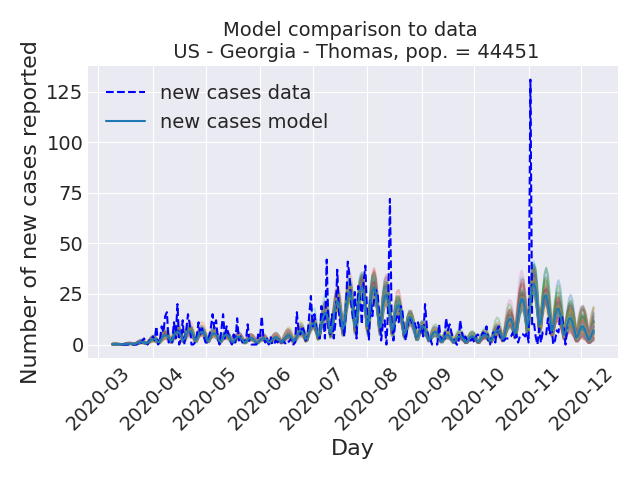 Model comparison to data
US - Georgia - Thomas, pop. = 44451
Number of new cases reported
125
100
75
50
25
0
new cases data
new cases model
2020-03
2020-04
2020-05
2020-06
2020-07
2020-08
2020-09
2020-10
2020-11
2020-12
Day